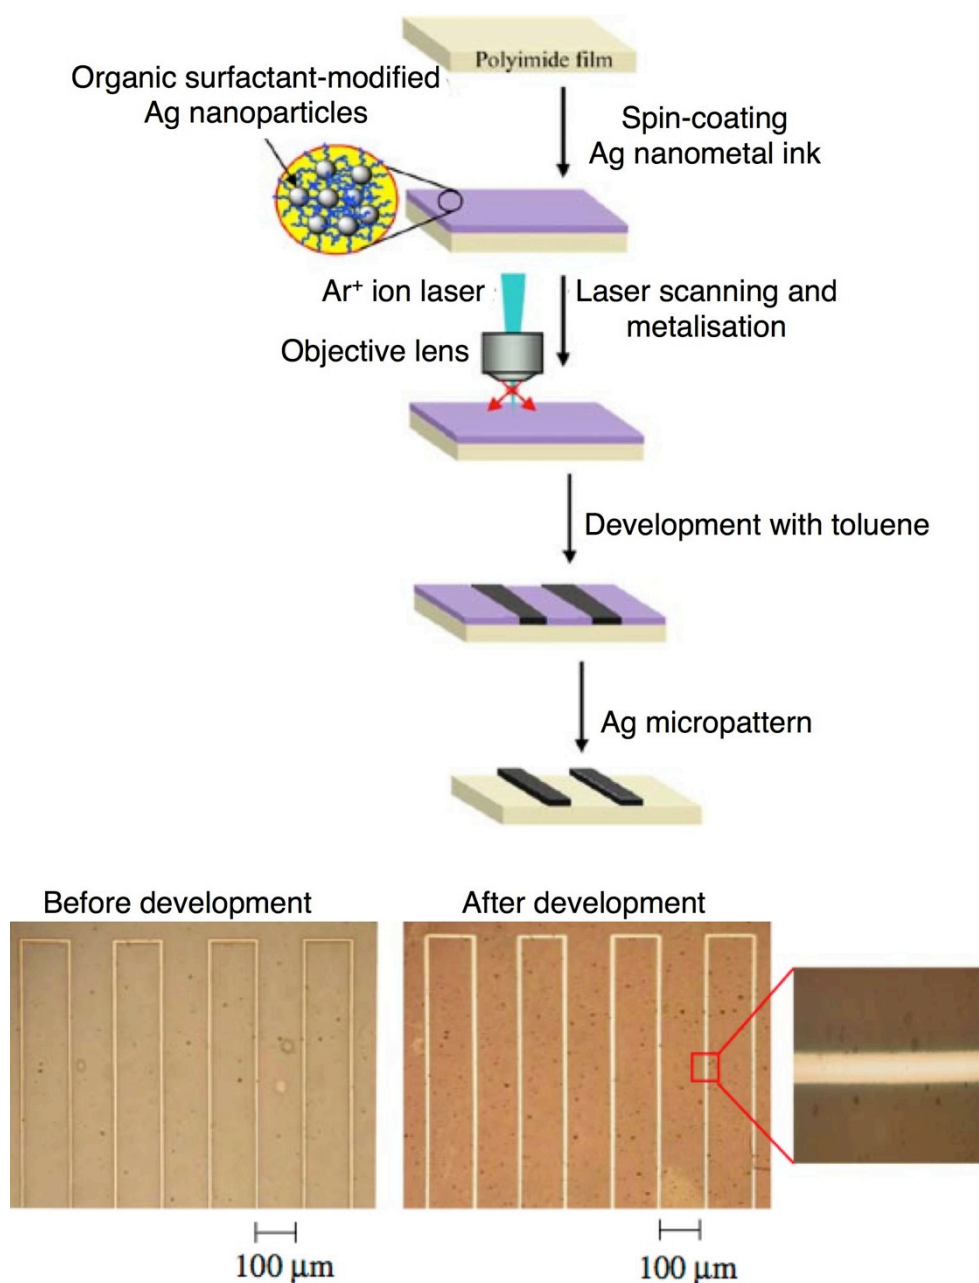 Polyimide film
Organic surfactant-modified
Ag nanoparticles
Spin-coating
Ag nanometal ink
Ar⁺ ion laser
Laser scanning and
metalisation
Objective lens
Development with toluene
Ag micropattern
Before development
After development
100 μm
100 μm